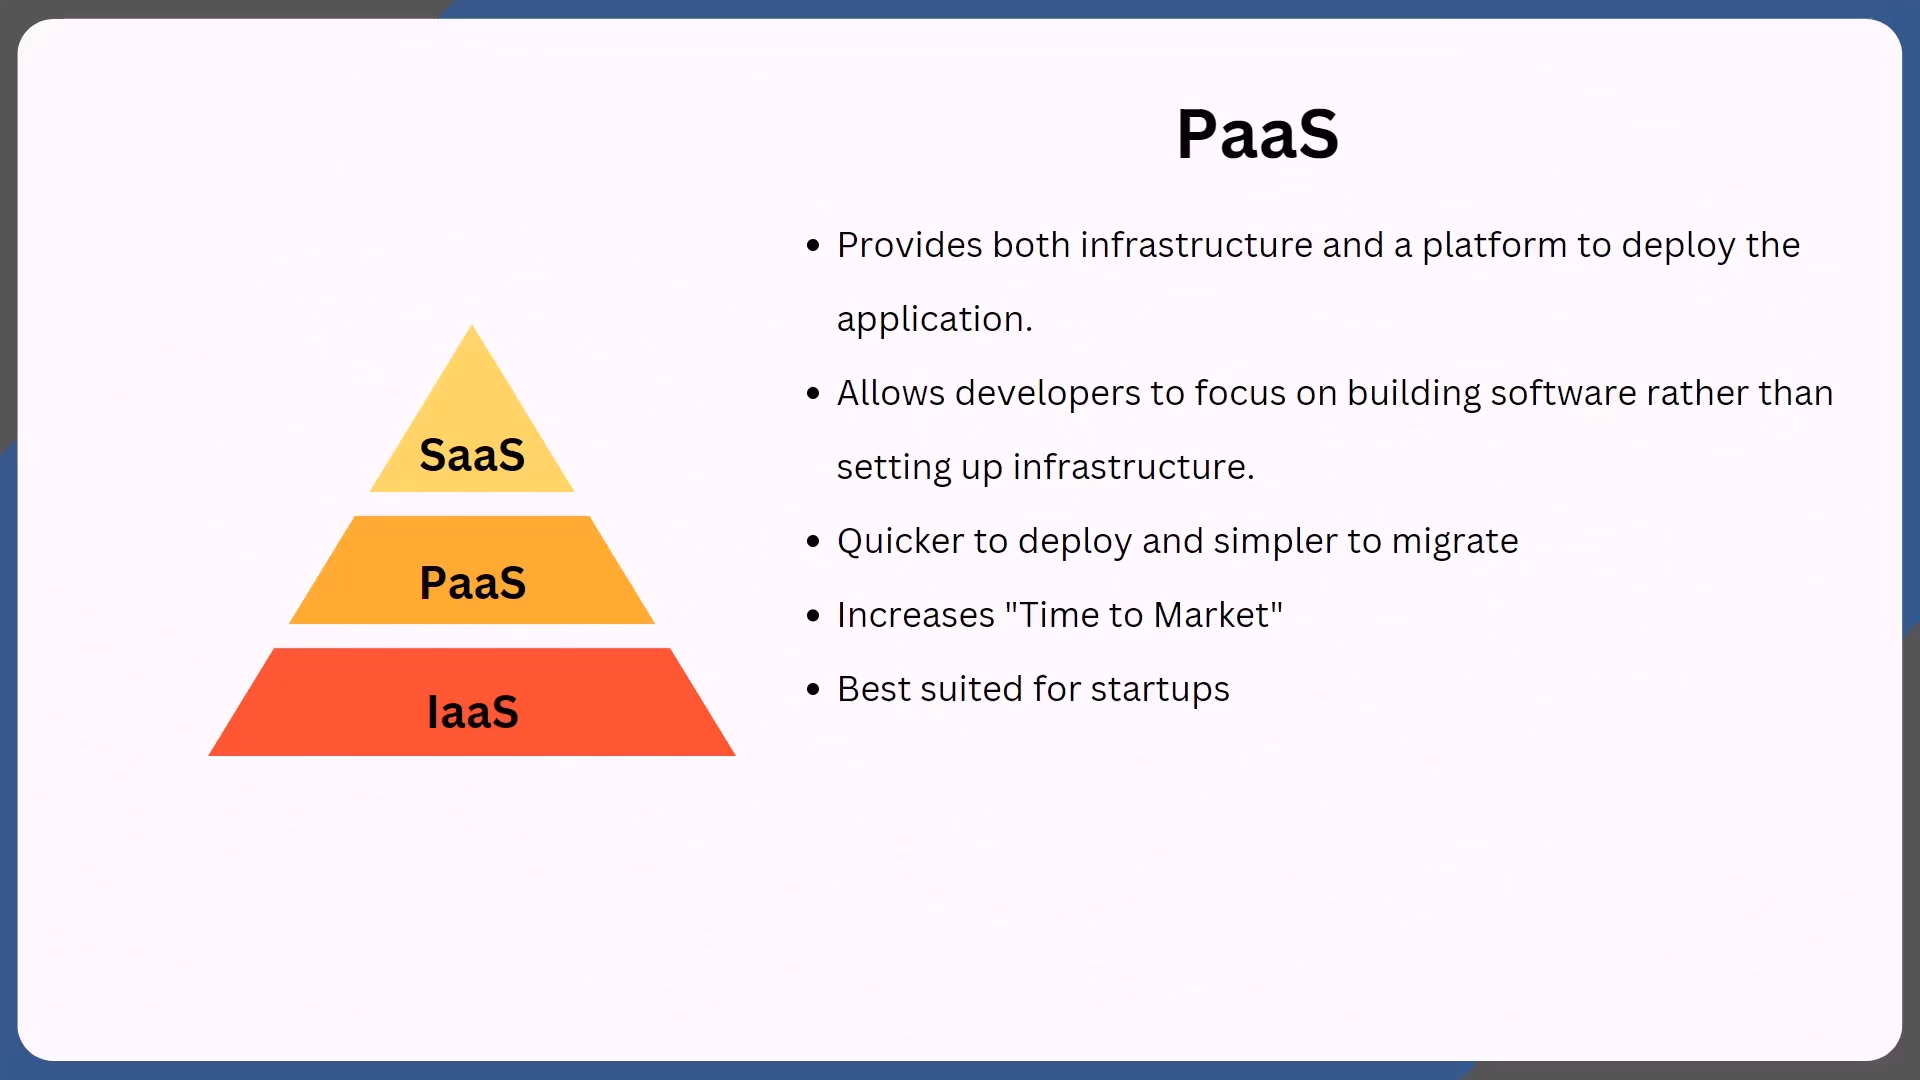 PaaS
• Provides both infrastructure and a platform to deploy the
application.
• Allows developers to focus on building software rather than
setting up infrastructure.
• Quicker to deploy and simpler to migrate
• Increases "Time to Market"
• Best suited for startups
SaaS
PaaS
IaaS